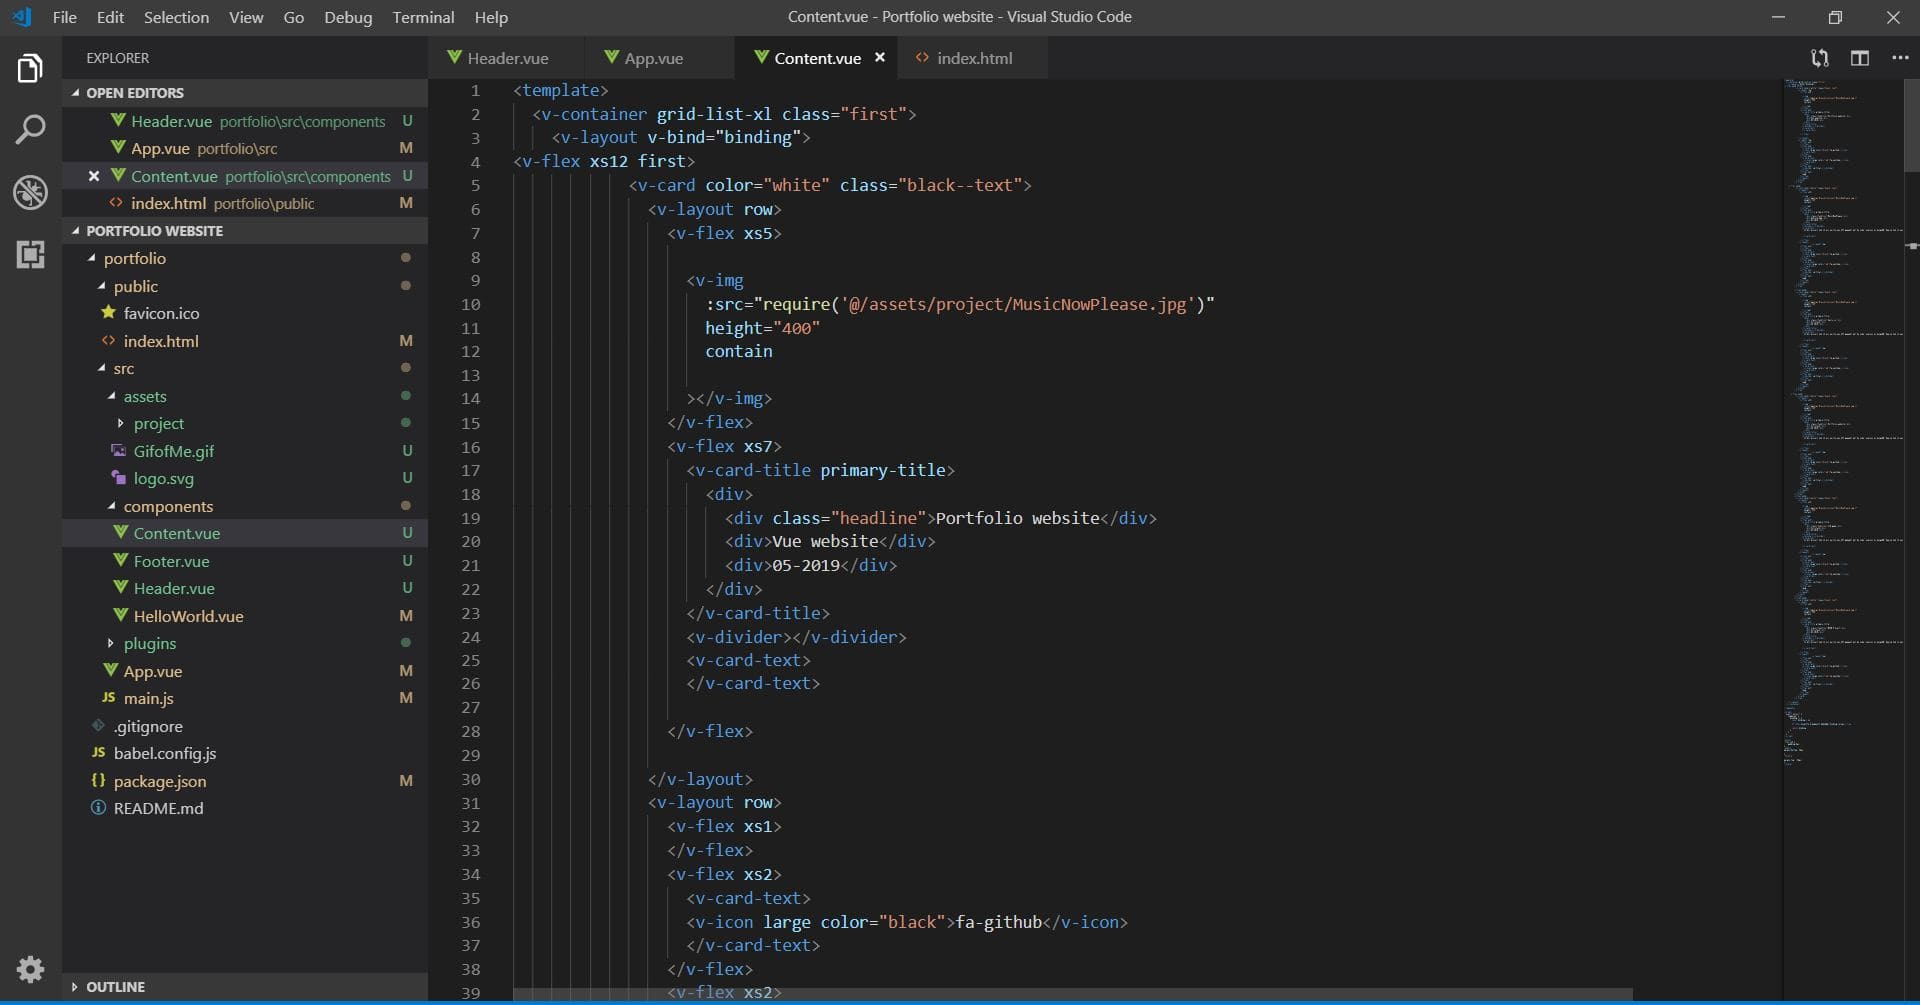 File Edit Selection View Go Debug Terminal Help
Content.vue - Portfolio website - Visual Studio Code
EXPLORER
OPEN EDITORS
Header.vue portfolio\src\components U
App.vue portfolio\src M
Content.vue portfolio\src\components U
index.html portfolio\public M
PORTFOLIO WEBSITE
portfolio
public
favicon.ico
index.html M
src
assets
project
GifofMe.gif U
logo.svg U
components
Content.vue U
Footer.vue U
Header.vue U
HelloWorld.vue M
plugins
App.vue M
JS main.js M
.gitignore
JS babel.config.js
{} package.json M
README.md
OUTLINE
Header.vue App.vue Content.vue index.html
1 <template>
2 <v-container grid-list-xl class="first">
3 <v-layout v-bind="binding">
4 <v-flex xs12 first>
5 <v-card color="white" class="black--text">
6 <v-layout row>
7 <v-flex xs5>
8
9 <v-img
10 :src="require('@/assets/project/MusicNowPlease.jpg')"
11 height="400"
12 contain
13
14 ></v-img>
15 </v-flex>
16 <v-flex xs7>
17 <v-card-title primary-title>
18 <div>
19 <div class="headline">Portfolio website</div>
20 <div>Vue website</div>
21 <div>05-2019</div>
22 </div>
23 </v-card-title>
24 <v-divider></v-divider>
25 <v-card-text>
26 </v-card-text>
27
28 </v-flex>
29
30 </v-layout>
31 <v-layout row>
32 <v-flex xs1>
33 </v-flex>
34 <v-flex xs2>
35 <v-card-text>
36 <v-icon large color="black">fa-github</v-icon>
37 </v-card-text>
38 </v-flex>
39 <v-flex xs2>